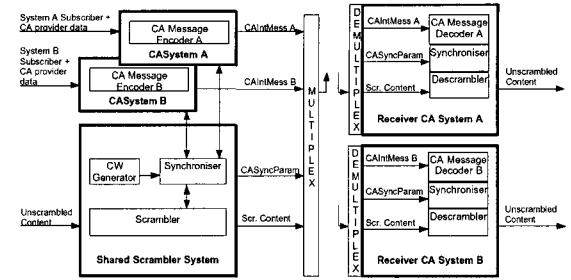 System A Subscriber +
CA provider data
CA Message
Encoder A
CASystem A
CAIntMess A
System B
Subscriber +
CA provider
data
CA Message
Encoder B
CASystem B
CAIntMess B
CW
Generator
Synchroniser
CASyncParam
Unscrambled
Content
Scrambler
Scr. Content
Shared Scrambler System
MULTIPLEX
DEMULTIPLEX
CAIntMess A
CA Message
Decoder A
CASyncParam
Synchroniser
Scr. Content
Descrambler
Unscrambled
Content
Receiver CA System A
DEMULTIPLEX
CAIntMess B
CA Message
Decoder B
CASyncParam
Synchroniser
Scr. Content
Descrambler
Unscrambled
Content
Receiver CA System B